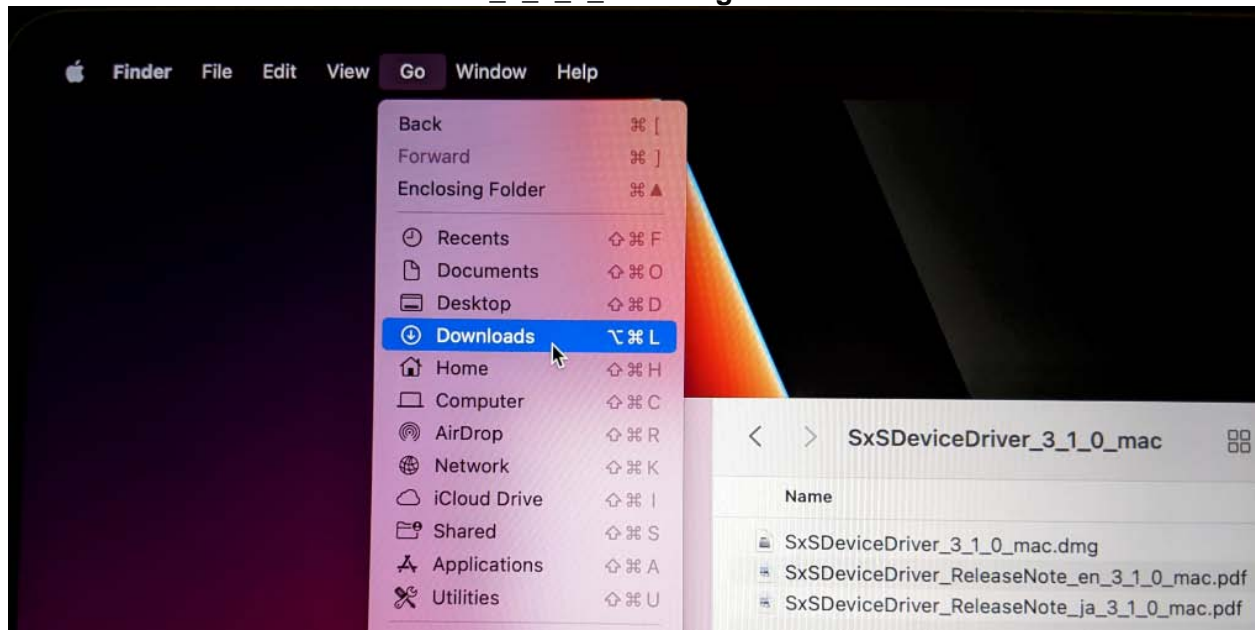 Finder File Edit View Go Window Help
Back ⌘ [
Forward ⌘ ]
Enclosing Folder ⌘ ▲
Recents ⇧ ⌘ F
Documents ⇧ ⌘ O
Desktop ⇧ ⌘ D
Downloads ⌥ ⌘ L
Home ⇧ ⌘ H
Computer ⇧ ⌘ C
AirDrop ⇧ ⌘ R
Network ⇧ ⌘ K
iCloud Drive ⇧ ⌘ I
Shared ⇧ ⌘ S
Applications ⇧ ⌘ A
Utilities ⇧ ⌘ U
SxSDeviceDriver_3_1_0_mac
Name
SxSDeviceDriver_3_1_0_mac.dmg
SxSDeviceDriver_ReleaseNote_en_3_1_0_mac.pdf
SxSDeviceDriver_ReleaseNote_ja_3_1_0_mac.pdf